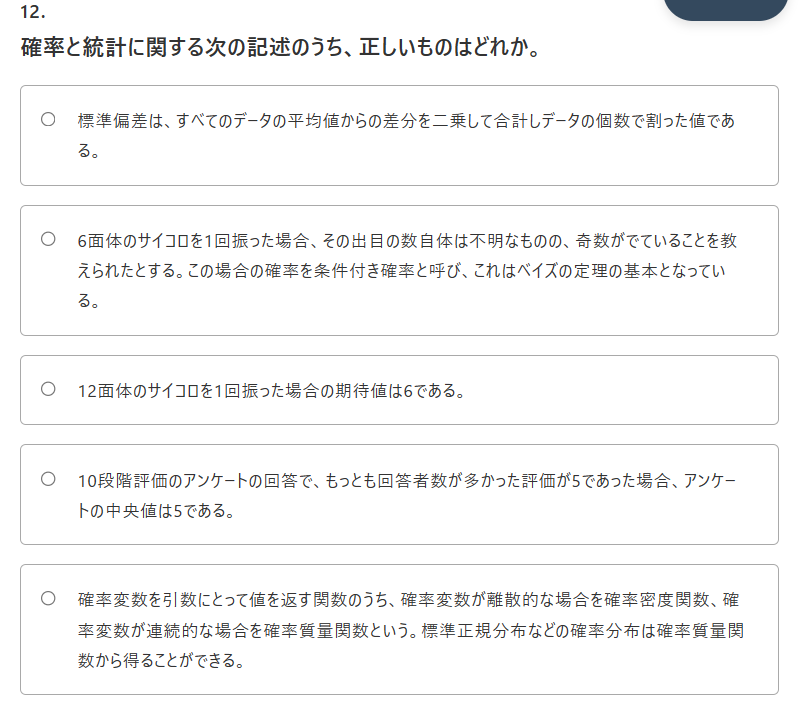 12.
確率と統計に関する次の記述のうち、正しいものはどれか。
標準偏差は、すべてのデータの平均値からの差分を二乗して合計しデータの個数で割った値であ
る。
6面体のサイコロを1回振った場合、その出目の数自体は不明なものの、奇数がでていることを教
えられたとする。この場合の確率を条件付き確率と呼び、これはベイズの定理の基本となってい
る。
12面体のサイコロを1回振った場合の期待値は6である。
10段階評価のアンケートの回答で、もっとも回答者数が多かった評価が5であった場合、アンケー
トの中央値は5である。
確率変数を引数にとって値を返す関数のうち、確率変数が離散的な場合を確率密度関数、確
率変数が連続的な場合を確率質量関数という。標準正規分布などの確率分布は確率質量関
数から得ることができる。